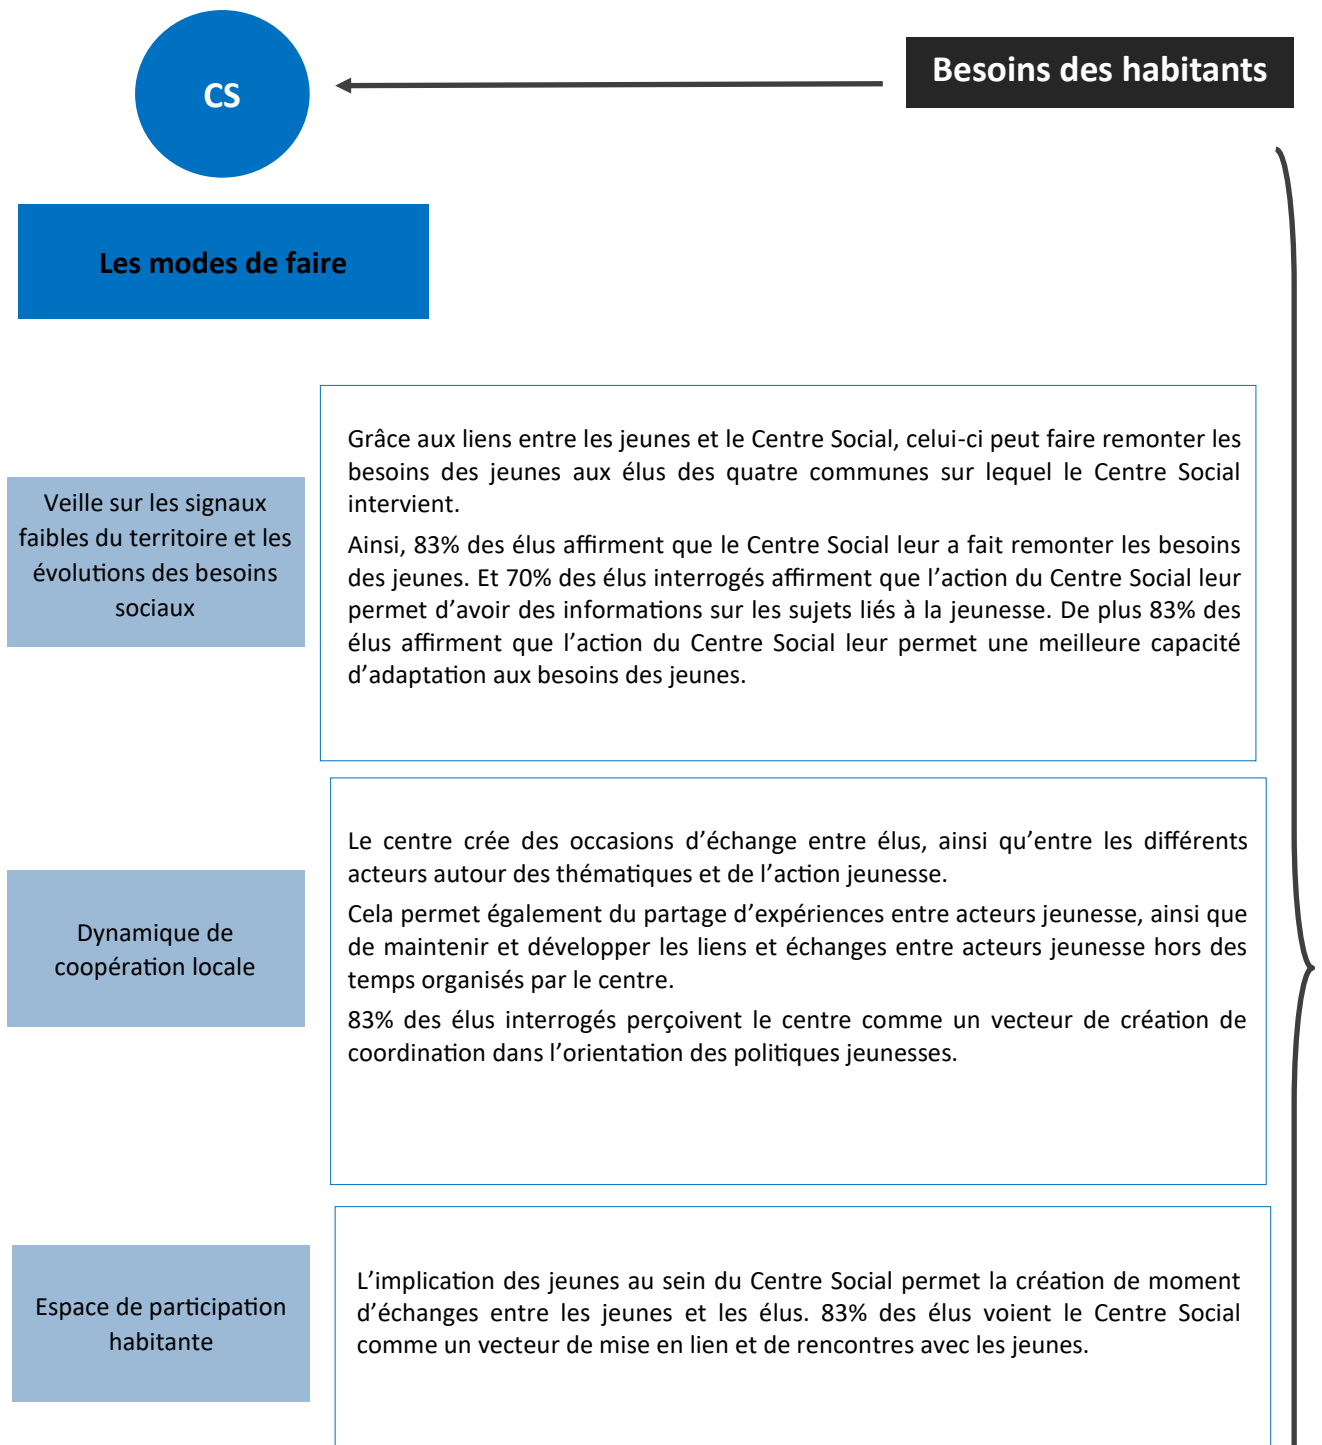 CS
Besoins des habitants
Les modes de faire
Veille sur les signaux
faibles du territoire et les
évolutions des besoins
sociaux
Grâce aux liens entre les jeunes et le Centre Social, celui-ci peut faire remonter les
besoins des jeunes aux élus des quatre communes sur lequel le Centre Social
intervient.
Ainsi, 83% des élus affirment que le Centre Social leur a fait remonter les besoins
des jeunes. Et 70% des élus interrogés affirment que l’action du Centre Social leur
permet d’avoir des informations sur les sujets liés à la jeunesse. De plus 83% des
élus affirment que l’action du Centre Social leur permet une meilleure capacité
d’adaptation aux besoins des jeunes.
Dynamique de
coopération locale
Le centre crée des occasions d’échange entre élus, ainsi qu’entre les différents
acteurs autour des thématiques et de l’action jeunesse.
Cela permet également du partage d’expériences entre acteurs jeunesse, ainsi que
de maintenir et développer les liens et échanges entre acteurs jeunesse hors des
temps organisés par le centre.
83% des élus interrogés perçoivent le centre comme un vecteur de création de
coordination dans l’orientation des politiques jeunesses.
Espace de participation
habitante
L’implication des jeunes au sein du Centre Social permet la création de moment
d’échanges entre les jeunes et les élus. 83% des élus voient le Centre Social
comme un vecteur de mise en lien et de rencontres avec les jeunes.